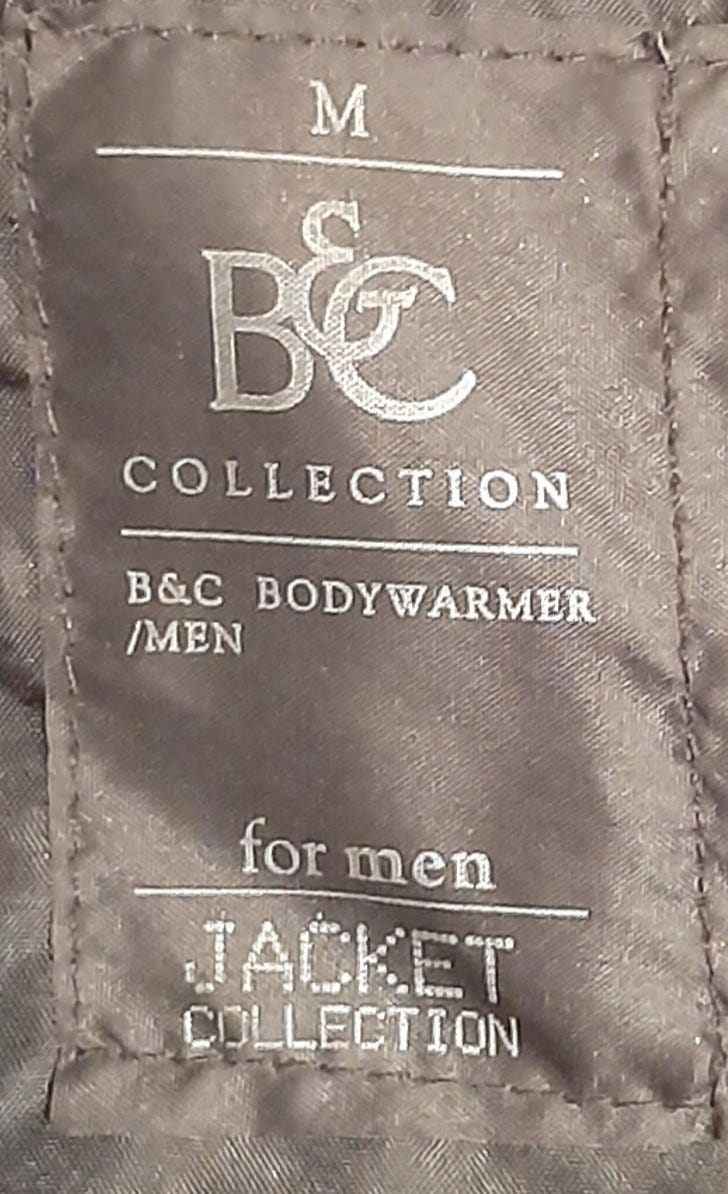 M
B&C
COLLECTION
B&C BODYWARMER
/MEN
for men
JACKET
COLLECTION